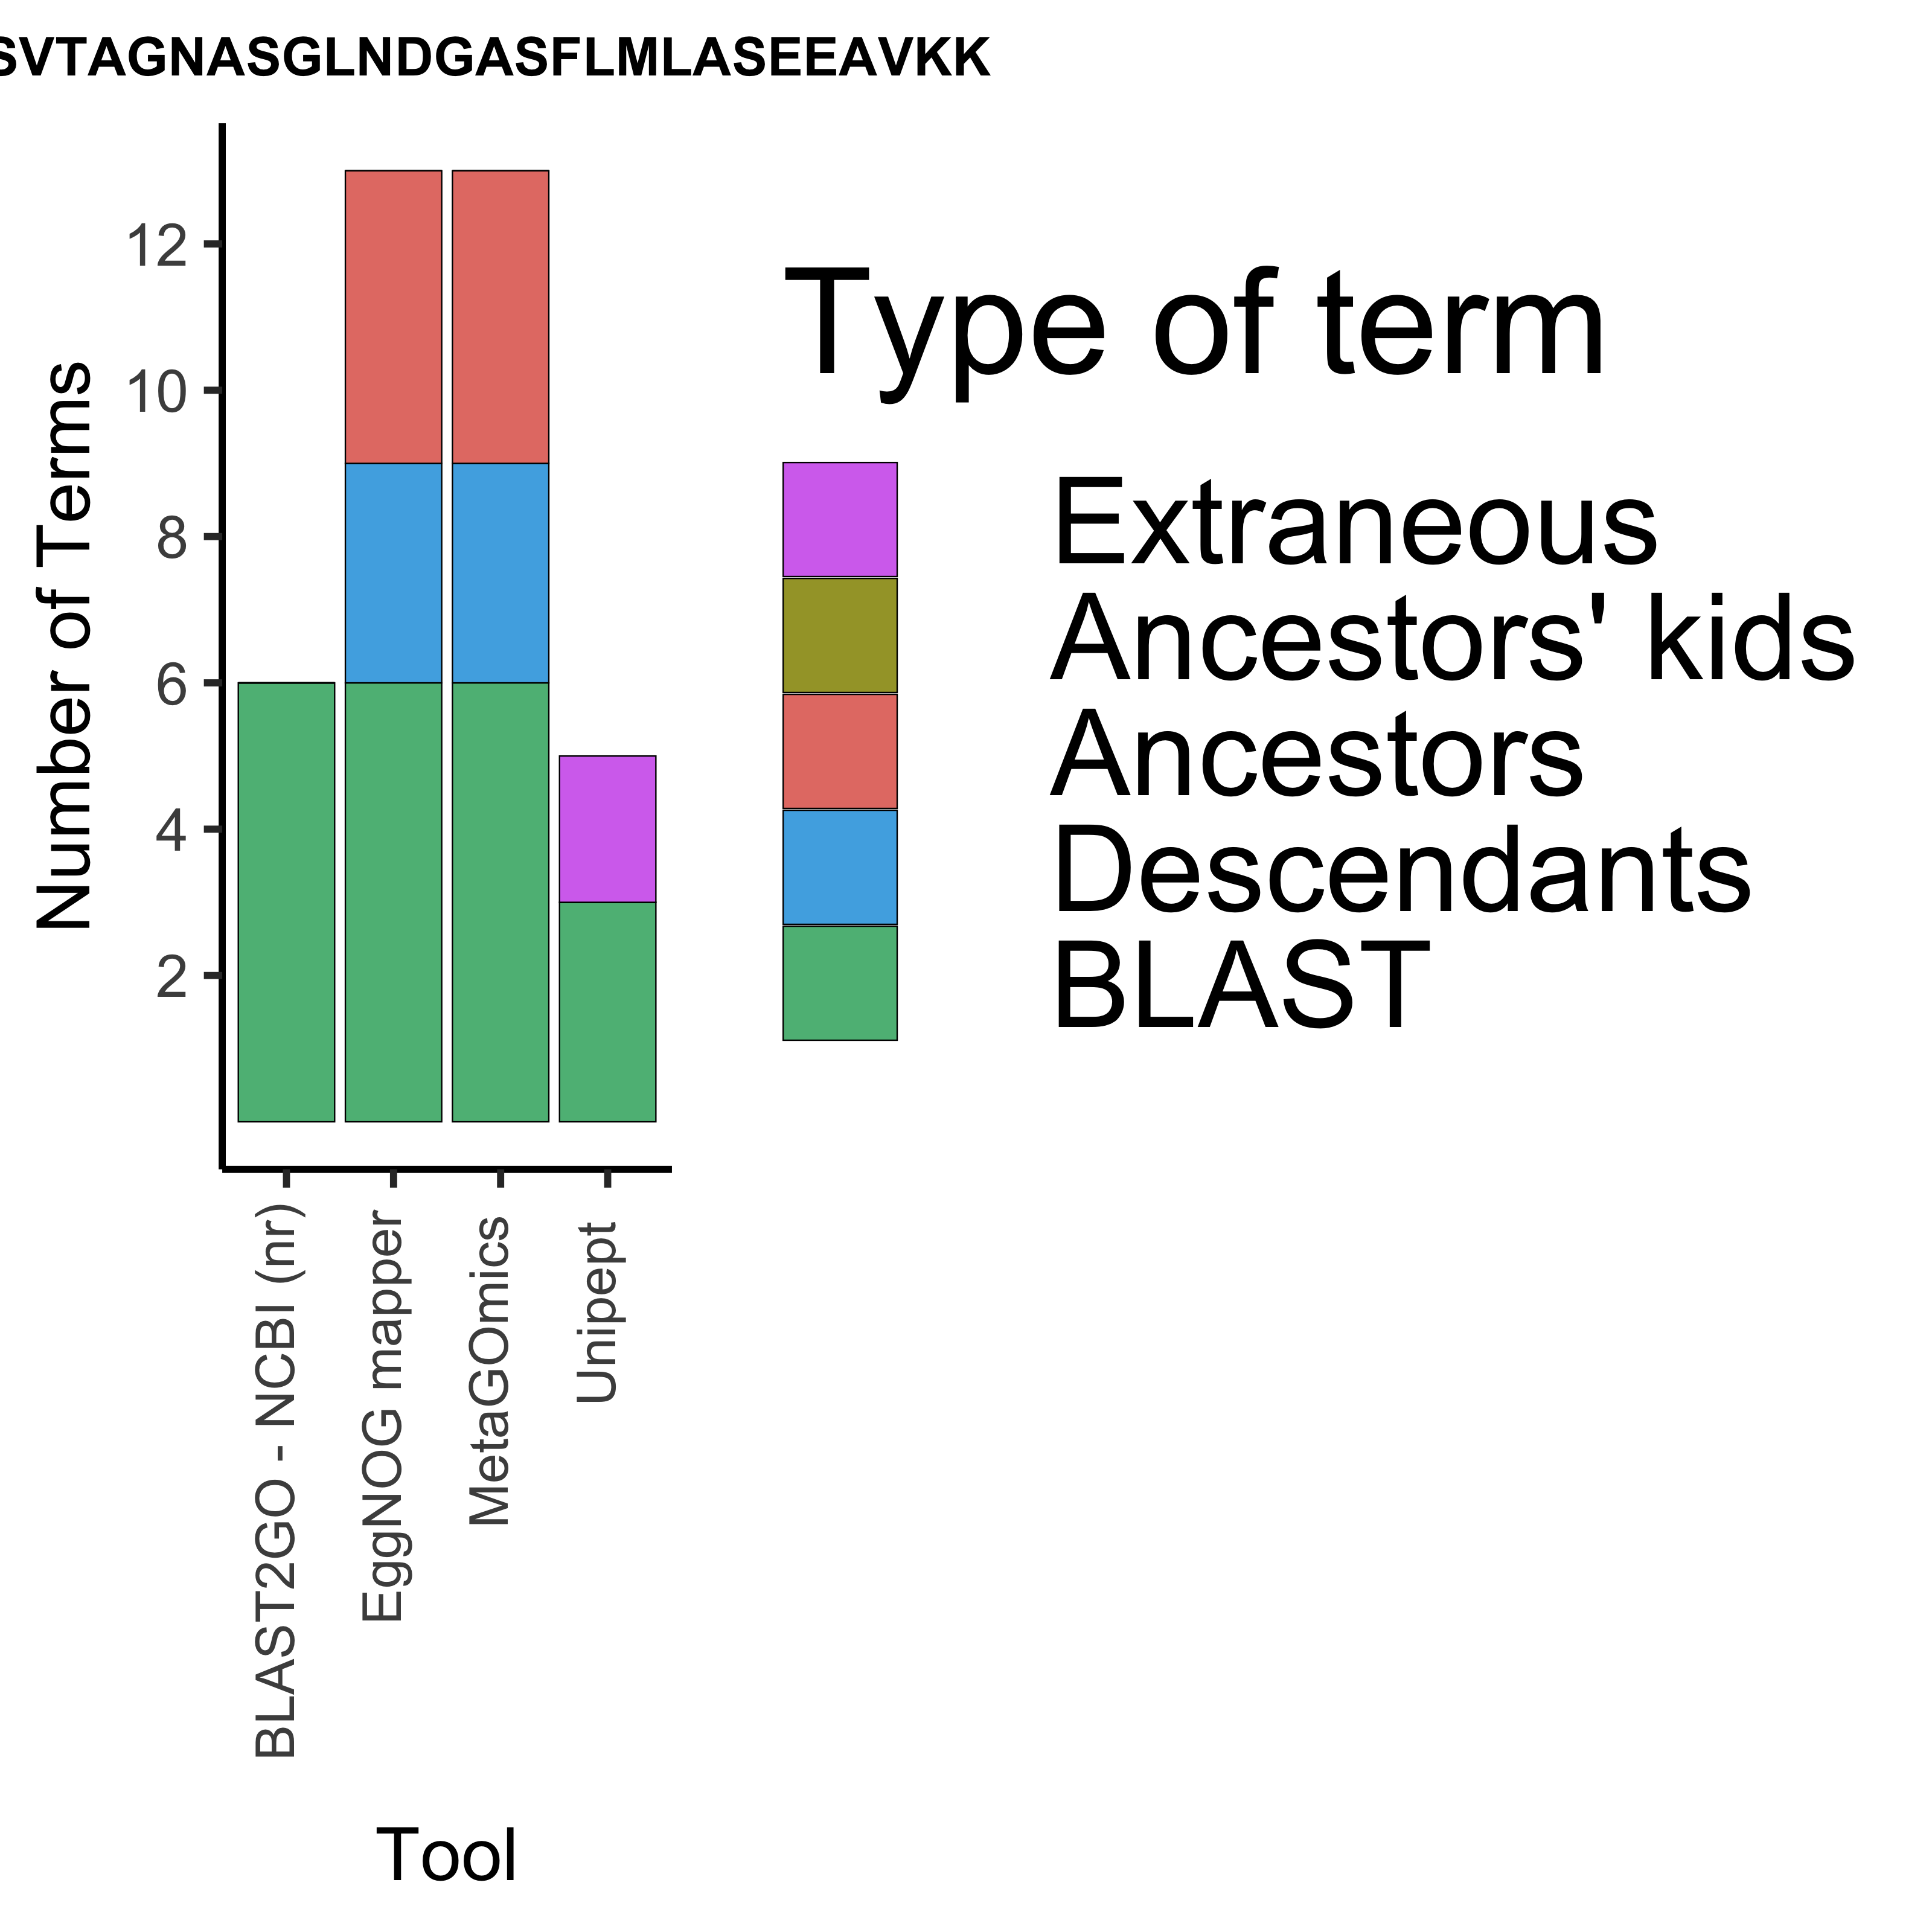 SVTAGNASGLNDGASFLMLASEEAVKK
Number of Terms
12
10
8
6
4
2
Type of term
Extraneous
Ancestors' kids
Ancestors
Descendants
BLAST
BLAST2GO - NCBI (nr)
EggNOG mapper
MetaGOmics
Unipept
Tool